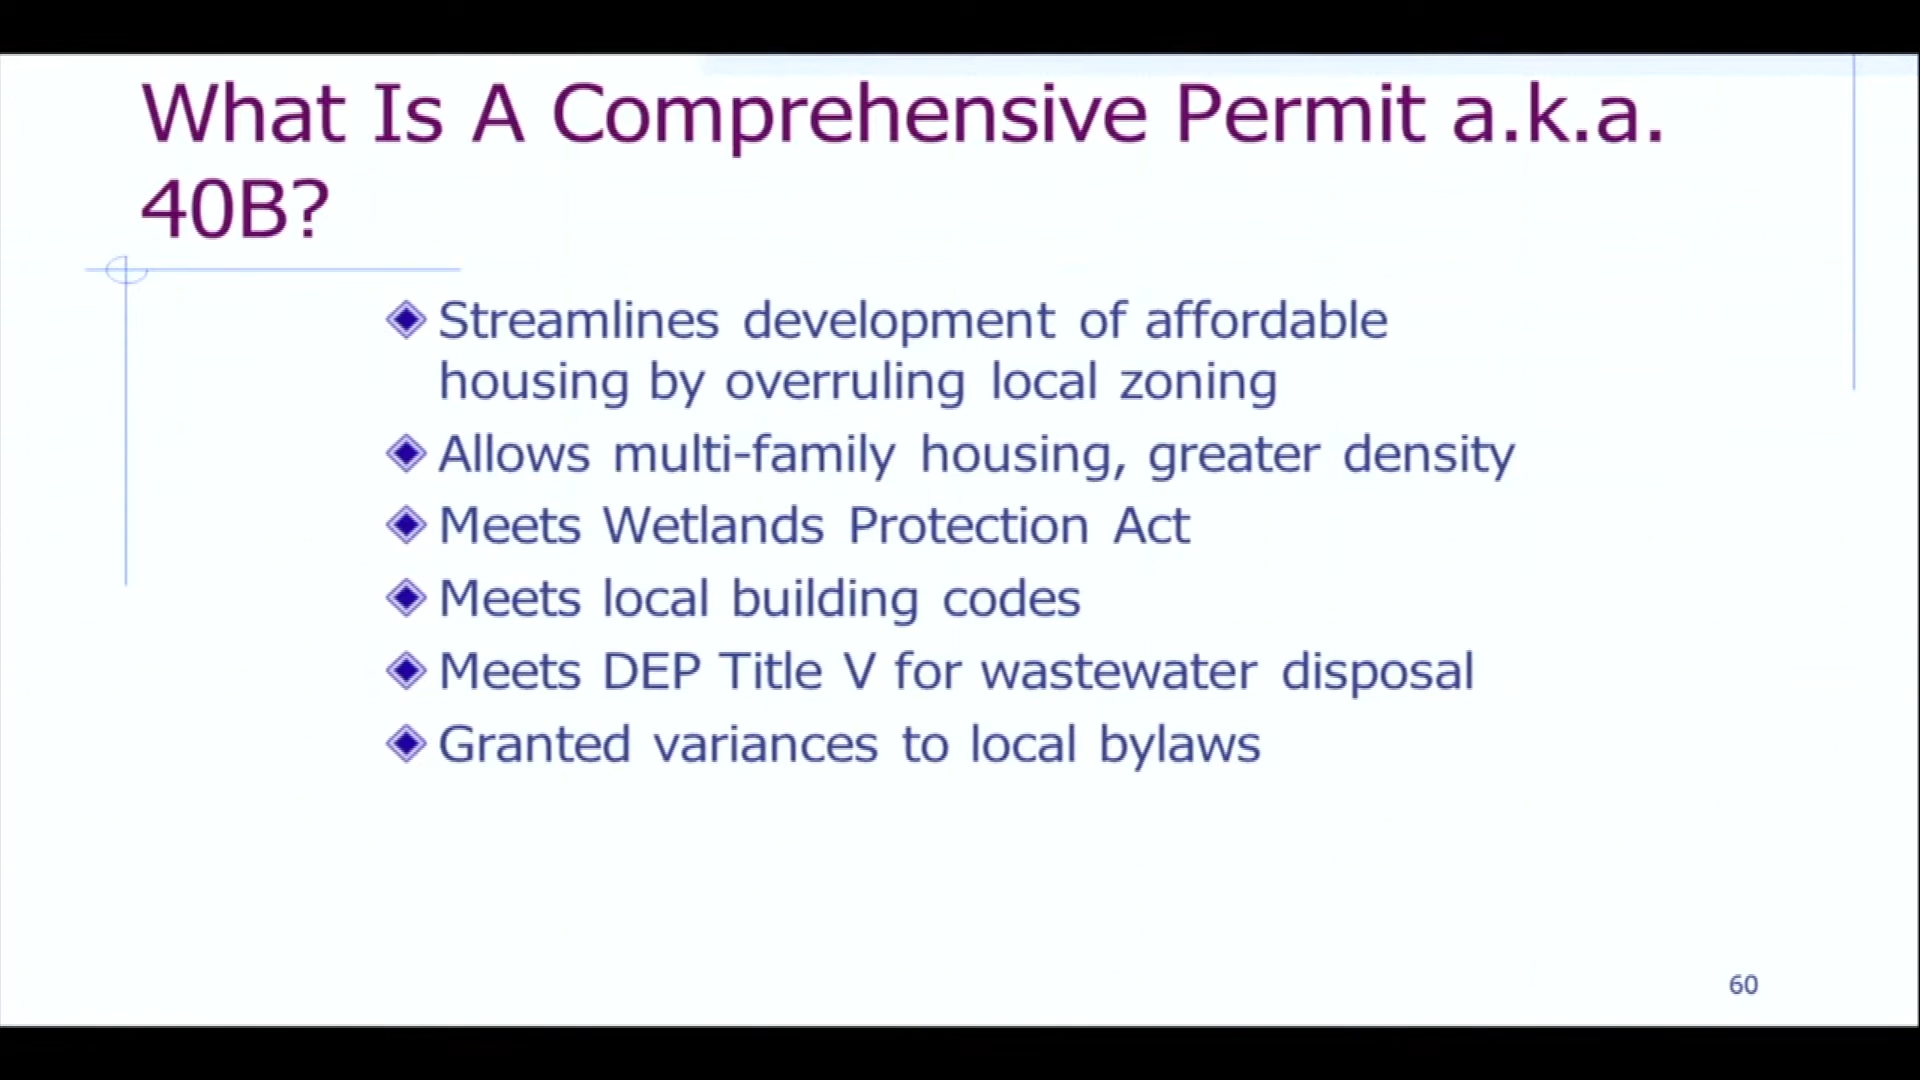 What Is A Comprehensive Permit a.k.a.
40B?
Streamlines development of affordable
housing by overruling local zoning
Allows multi-family housing, greater density
Meets Wetlands Protection Act
Meets local building codes
Meets DEP Title V for wastewater disposal
Granted variances to local bylaws
60